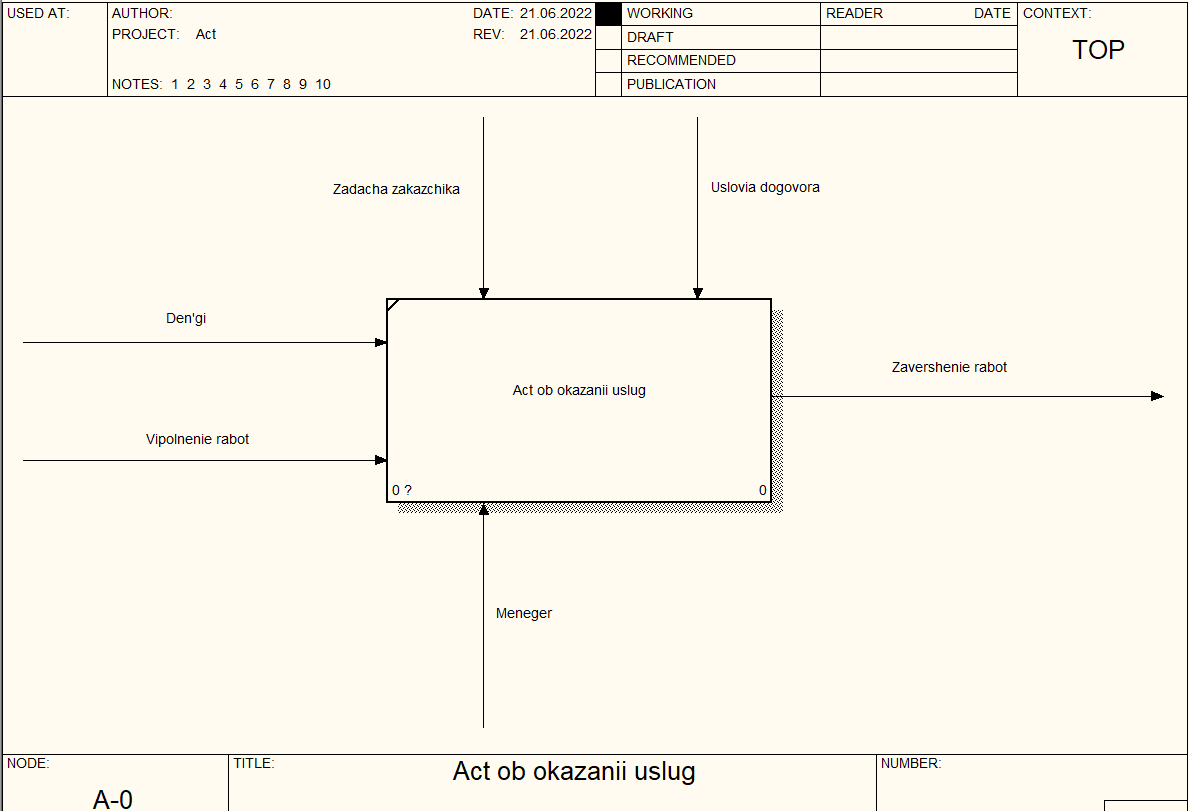 USED AT:
AUTHOR:
DATE: 21.06.2022
PROJECT: Act
REV: 21.06.2022
NOTES: 1 2 3 4 5 6 7 8 9 10
WORKING
DRAFT
RECOMMENDED
PUBLICATION
READER DATE
CONTEXT:
TOP
Zadacha zakazchika
Uslovia dogovora
Den'gi
Zavershenie rabot
Act ob okazanii uslug
Vipolnenie rabot
0 ? 0
Meneger
NODE:
A-0
TITLE:
Act ob okazanii uslug
NUMBER: